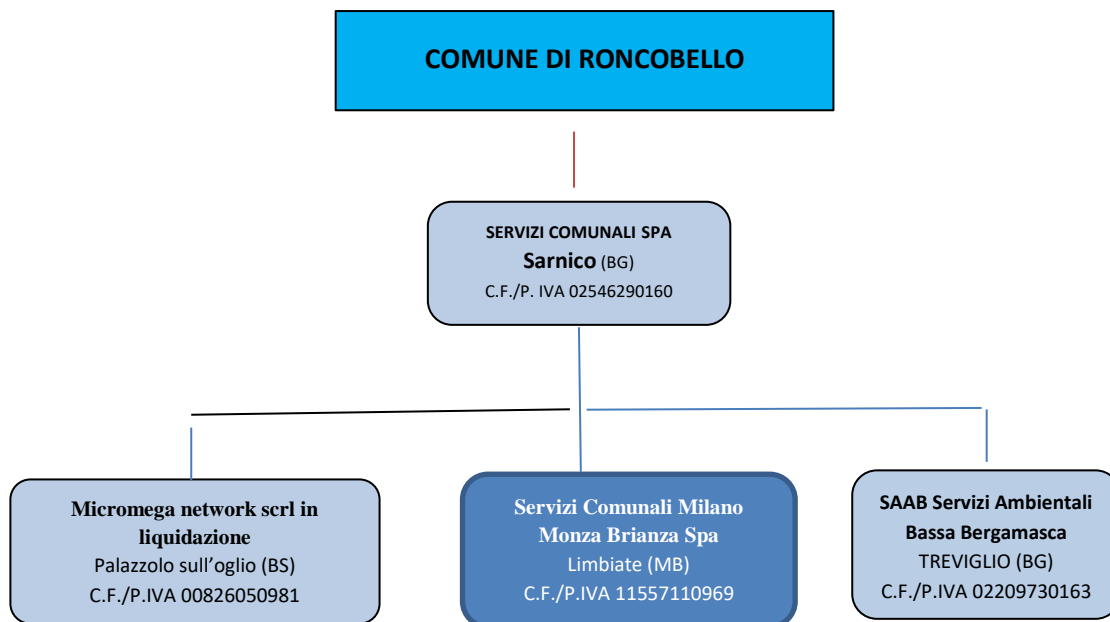 COMUNE DI RONCOBELLO
SERVIZI COMUNALI SPA
Sarnico (BG)
C.F./P. IVA 02546290160
Micromega network scrl in
liquidazione
Palazzolo sull’oglio (BS)
C.F./P.IVA 00826050981
Servizi Comunali Milano
Monza Brianza Spa
Limbiate (MB)
C.F./P.IVA 11557110969
SAAB Servizi Ambientali
Bassa Bergamasca
TREVIGLIO (BG)
C.F./P.IVA 02209730163